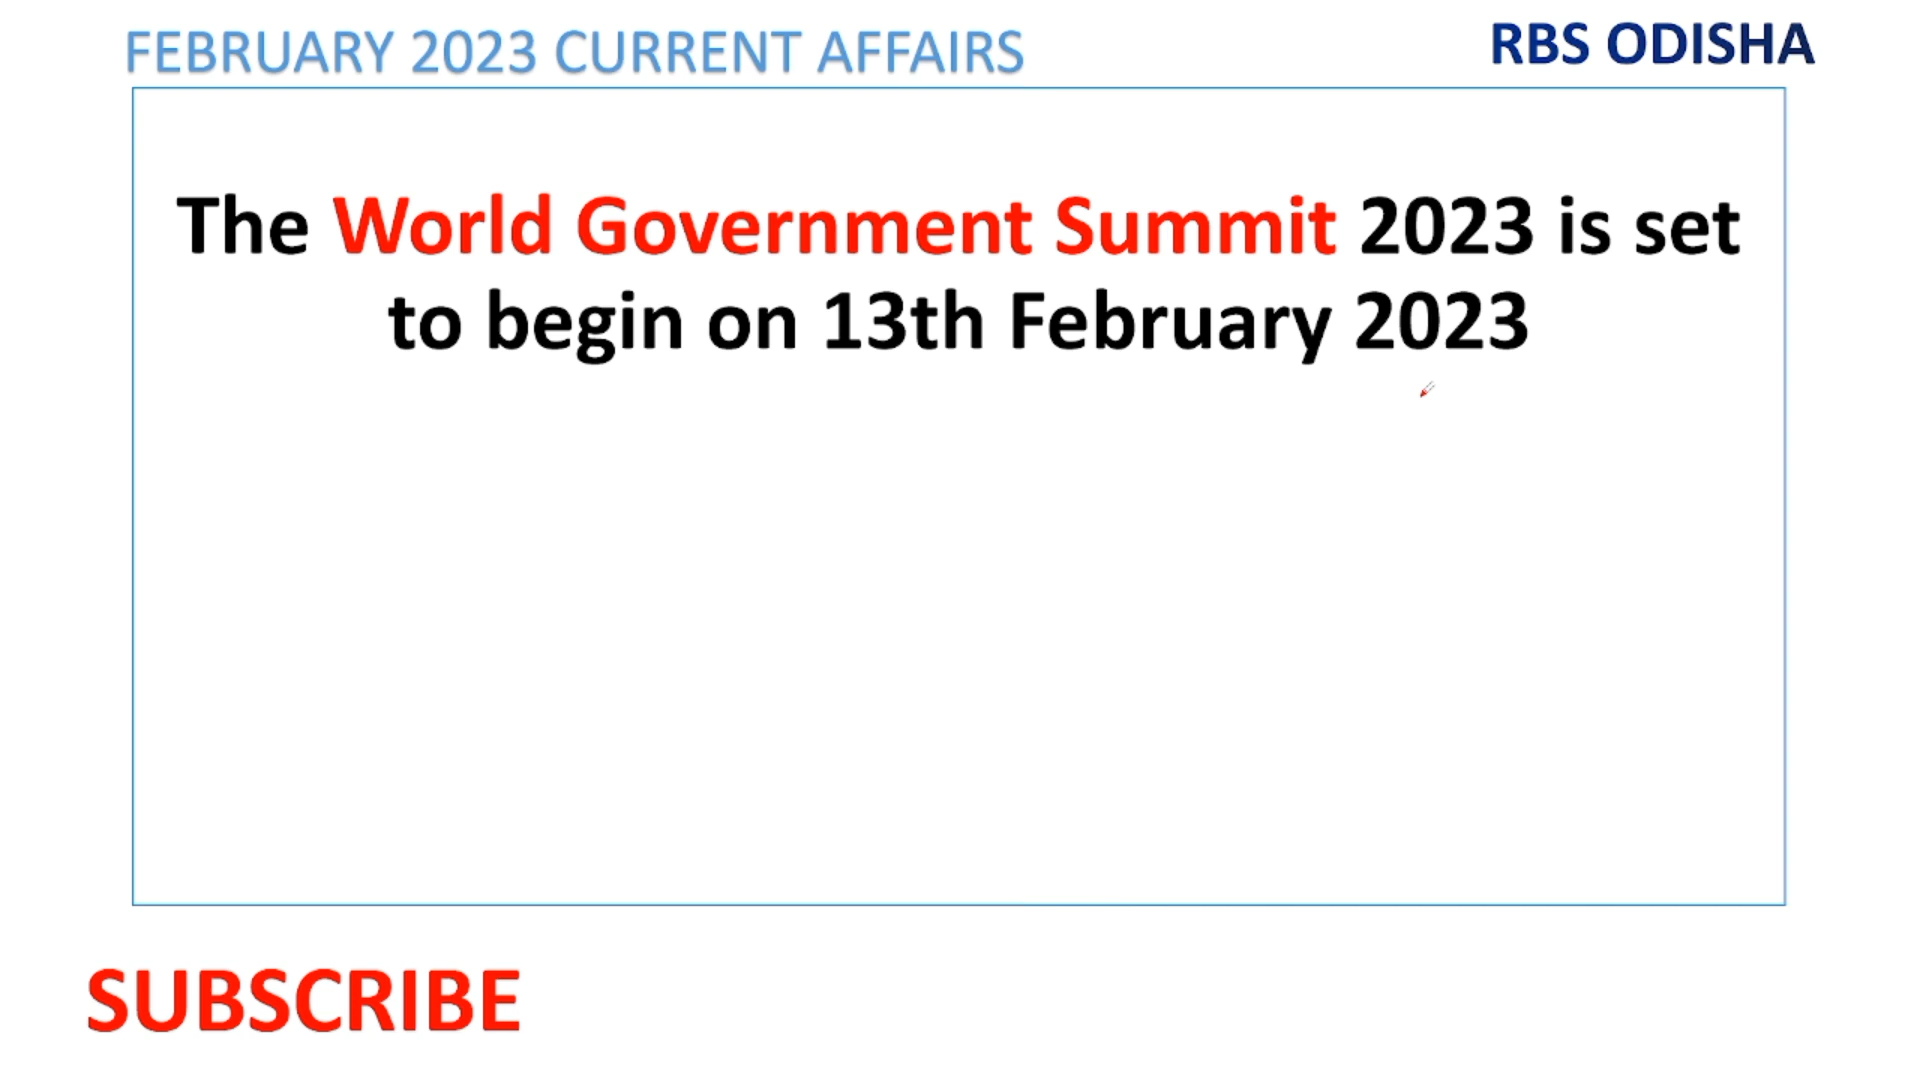 FEBRUARY 2023 CURRENT AFFAIRS
RBS ODISHA
The World Government Summit 2023 is set
to begin on 13th February 2023
SUBSCRIBE